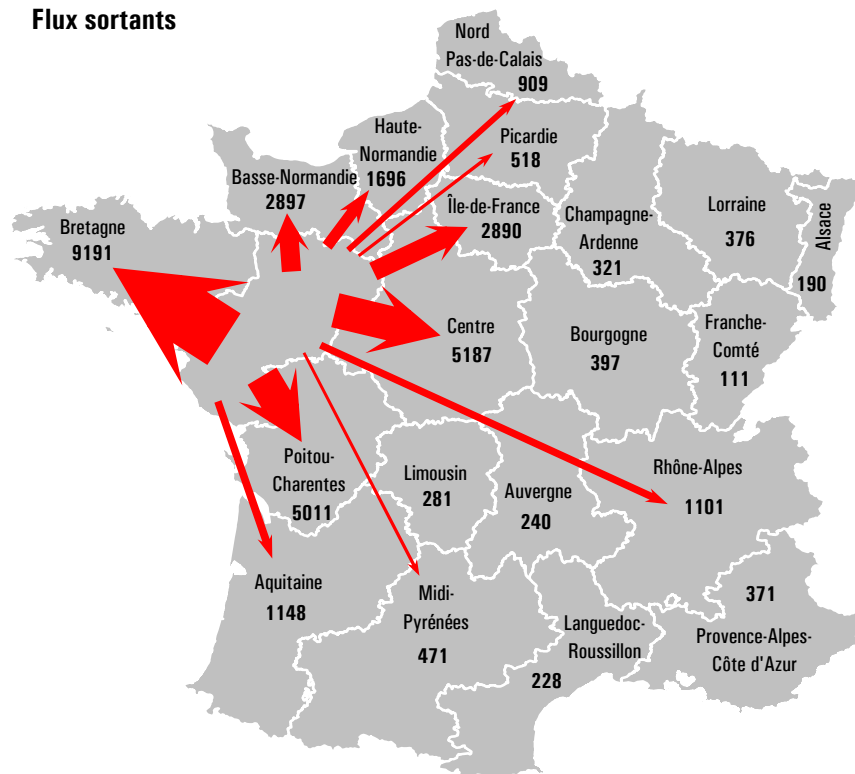 Flux sortants
Nord
Pas-de-Calais
909
Haute-
Normandie
1696
Picardie
518
Basse-Normandie
2897
Île-de-France
2890
Champagne-
Ardenne
321
Lorraine
376
Alsace
190
Bretagne
9191
Centre
5187
Bourgogne
397
Franche-
Comté
111
Poitou-
Charentes
5011
Limousin
281
Auvergne
240
Rhône-Alpes
1101
Aquitaine
1148
Midi-
Pyrénées
471
Languedoc-
Roussillon
228
371
Provence-Alpes-
Côte d'Azur